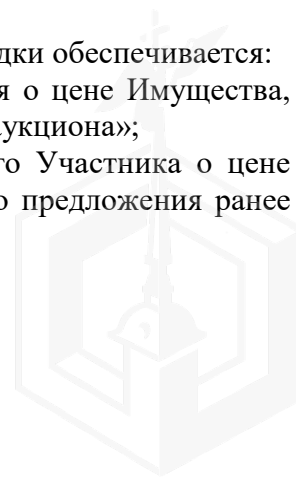 дки обеспечивается:
я о цене Имущества,
укциона»;
го Участника о цене
о предложения ранее